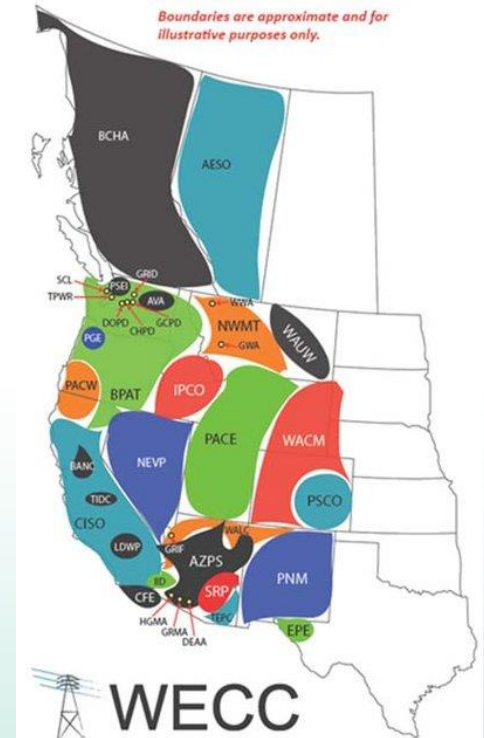 Boundaries are approximate and for
illustrative purposes only.
BCHA
AESO
GRID
SCL
PSEI
TPWR
AVA
WWA
DOPD
CHPD
GCPD
NWMT
GWA
WAUW
PGE
PACW
BPAT
IPCO
PACE
WACM
NEVP
BANC
PSCO
TIDC
CISO
LDWP
GRIF
WALC
AZPS
IID
CFE
SRP
PNM
HGMA
GRMA
DEAA
TEPC
EPE
WECC